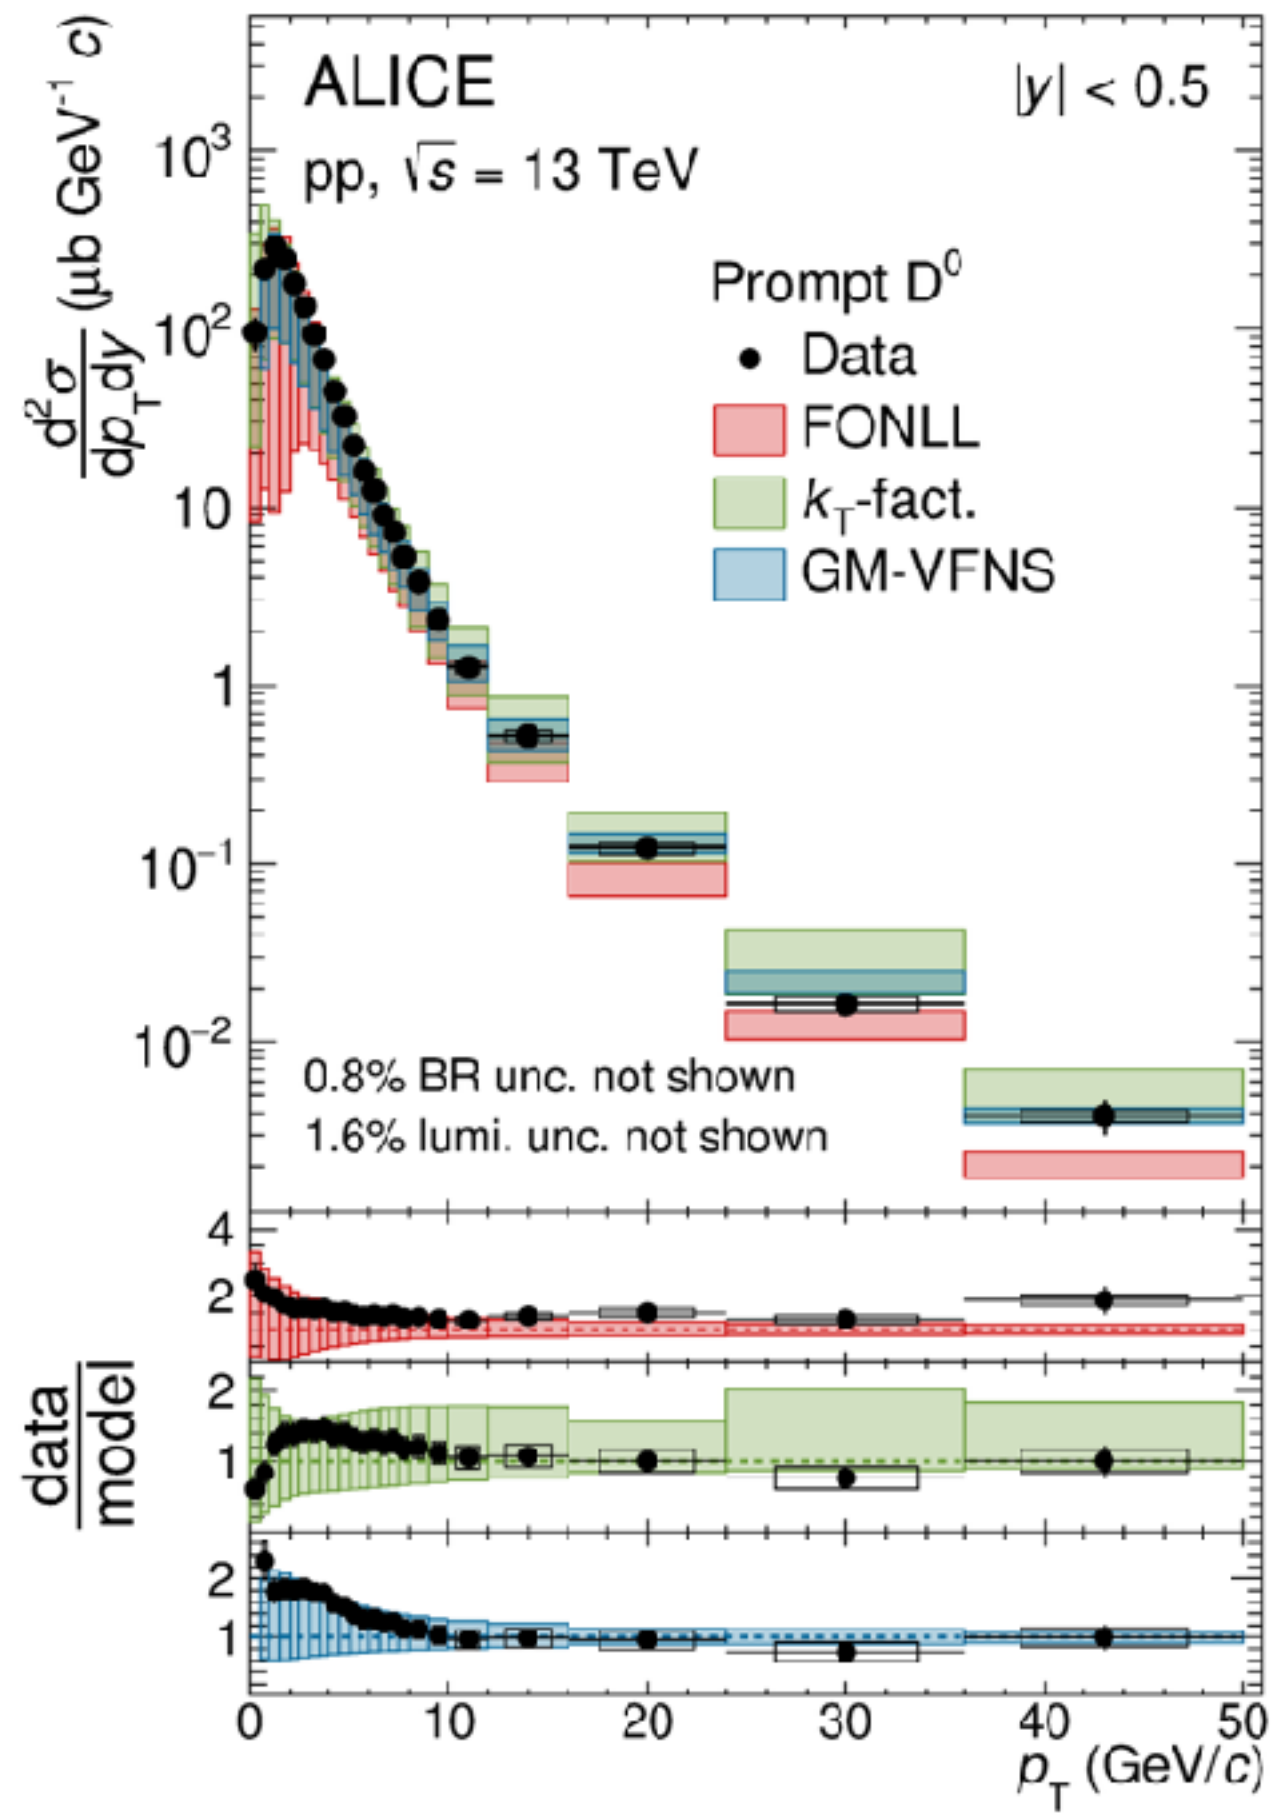 ALICE
|y| < 0.5
pp, √s = 13 TeV
d²σ/dp_T dy (μb GeV⁻¹ c)
Prompt D⁰
Data
FONLL
k_T-fact.
GM-VFNS
10³
10²
10
1
10⁻¹
10⁻²
0.8% BR unc. not shown
1.6% lumi. unc. not shown
data/model
4
2
2
1
2
1
0 10 20 30 40 50
p_T (GeV/c)